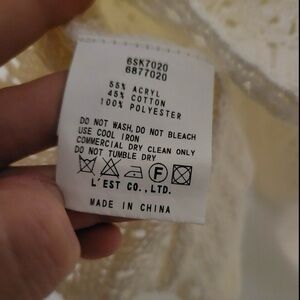 6SK7020
6877020
55% ACRYL
45% COTTON
100% POLYESTER
DO NOT WASH, DO NOT BLEACH
USE COOL IRON
COMMERCIAL DRY CLEAN ONLY
DO NOT TUMBLE DRY
F
L'EST CO., LTD.
MADE IN CHINA